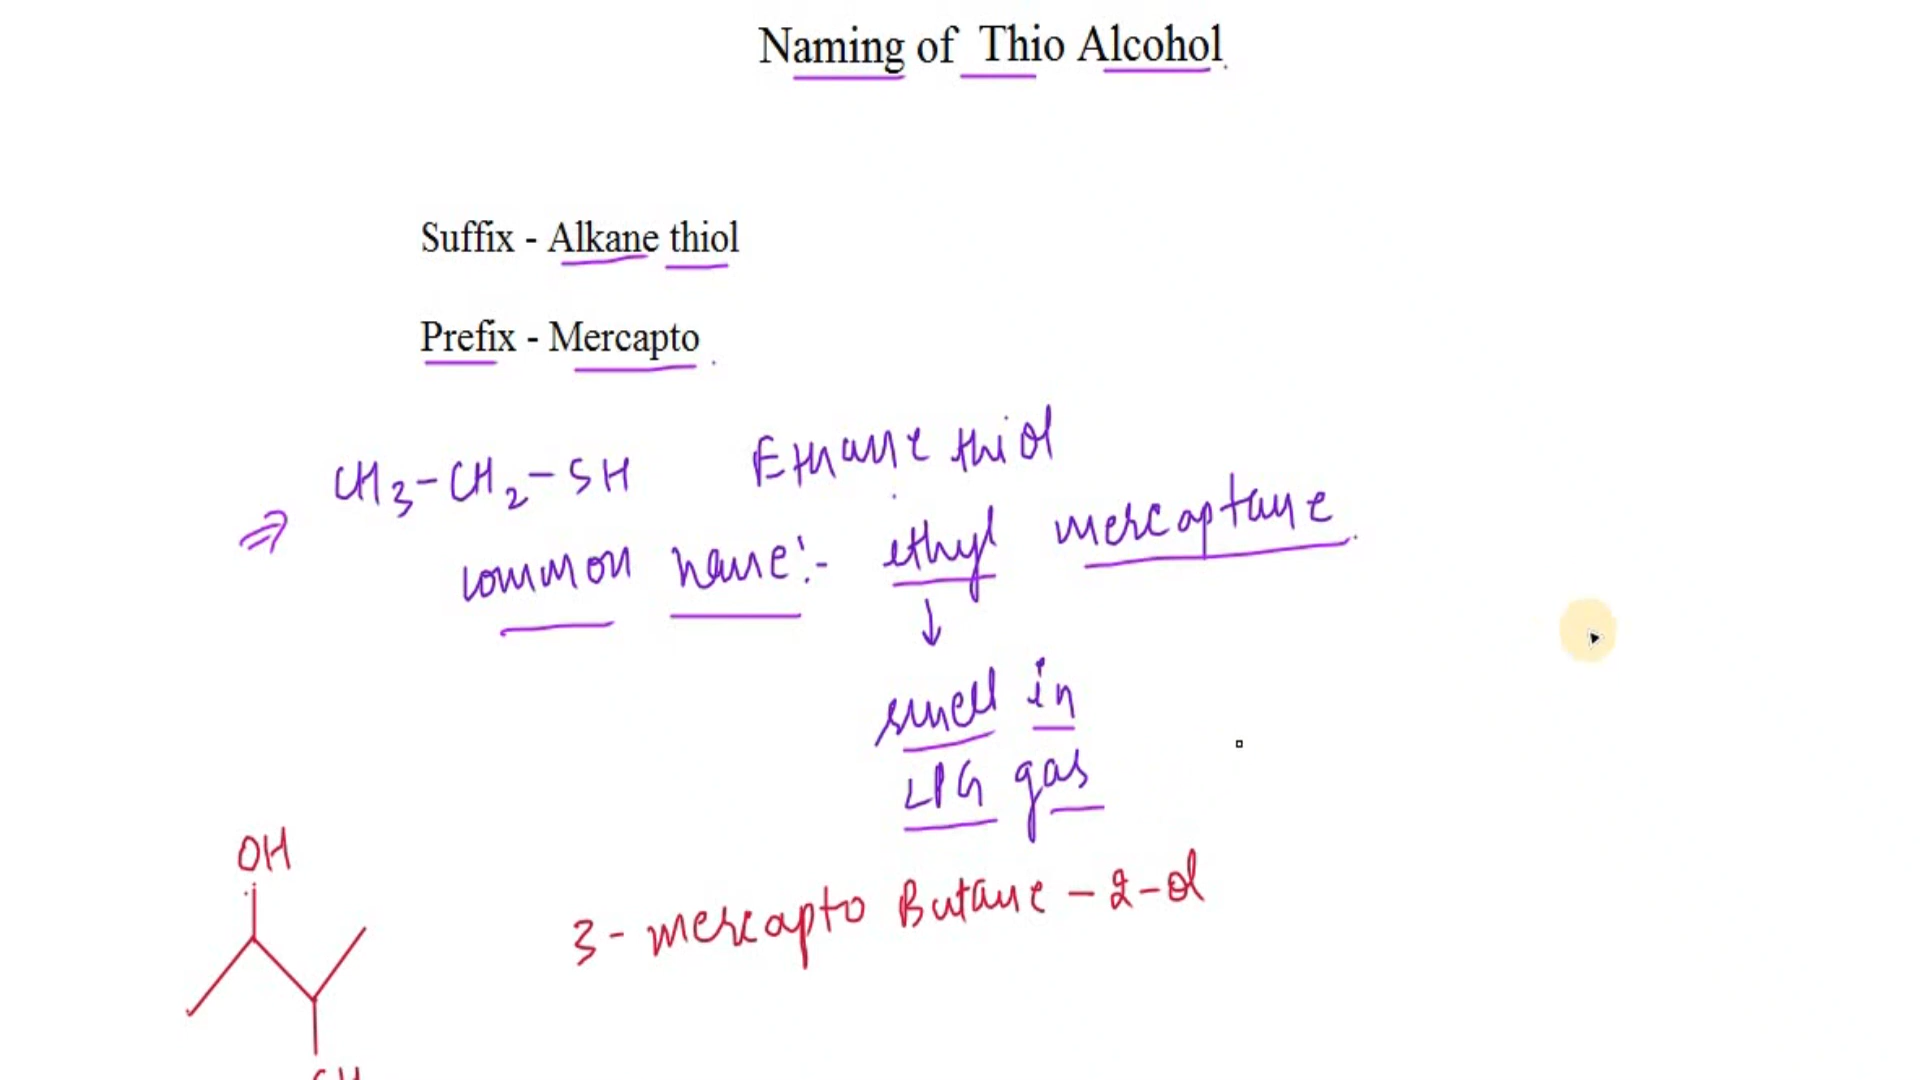 Naming of Thio Alcohol
Suffix - Alkane thiol
Prefix - Mercapto
CH3-CH2-SH Ethane thiol
common name:- ethyl mercaptane
smell in
LPG gas
OH
3-mercapto Butane-2-ol
SH